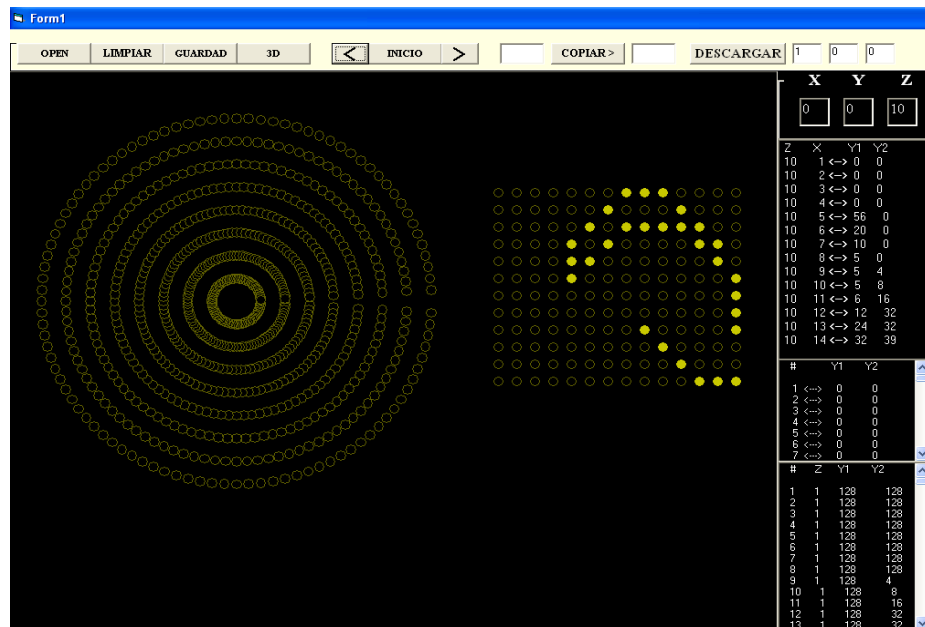 Form1
OPEN LIMPIAR GUARDAD 3D < INICIO > COPIAR > DESCARGAR 1 0 0
X Y Z
0 0 10
Z X Y1 Y2
10 1 <--> 0 0
10 2 <--> 0 0
10 3 <--> 0 0
10 4 <--> 0 0
10 5 <--> 56 0
10 6 <--> 20 0
10 7 <--> 10 0
10 8 <--> 5 0
10 9 <--> 5 4
10 10 <--> 5 8
10 11 <--> 6 16
10 12 <--> 12 32
10 13 <--> 24 32
10 14 <--> 32 39
# Y1 Y2
1 <---> 0 0
2 <---> 0 0
3 <---> 0 0
4 <---> 0 0
5 <---> 0 0
6 <---> 0 0
7 <---> 0 0
# Z Y1 Y2
1 1 128 128
2 1 128 128
3 1 128 128
4 1 128 128
5 1 128 128
6 1 128 128
7 1 128 128
8 1 128 128
9 1 128 4
10 1 128 8
11 1 128 16
12 1 128 32
13 1 128 32